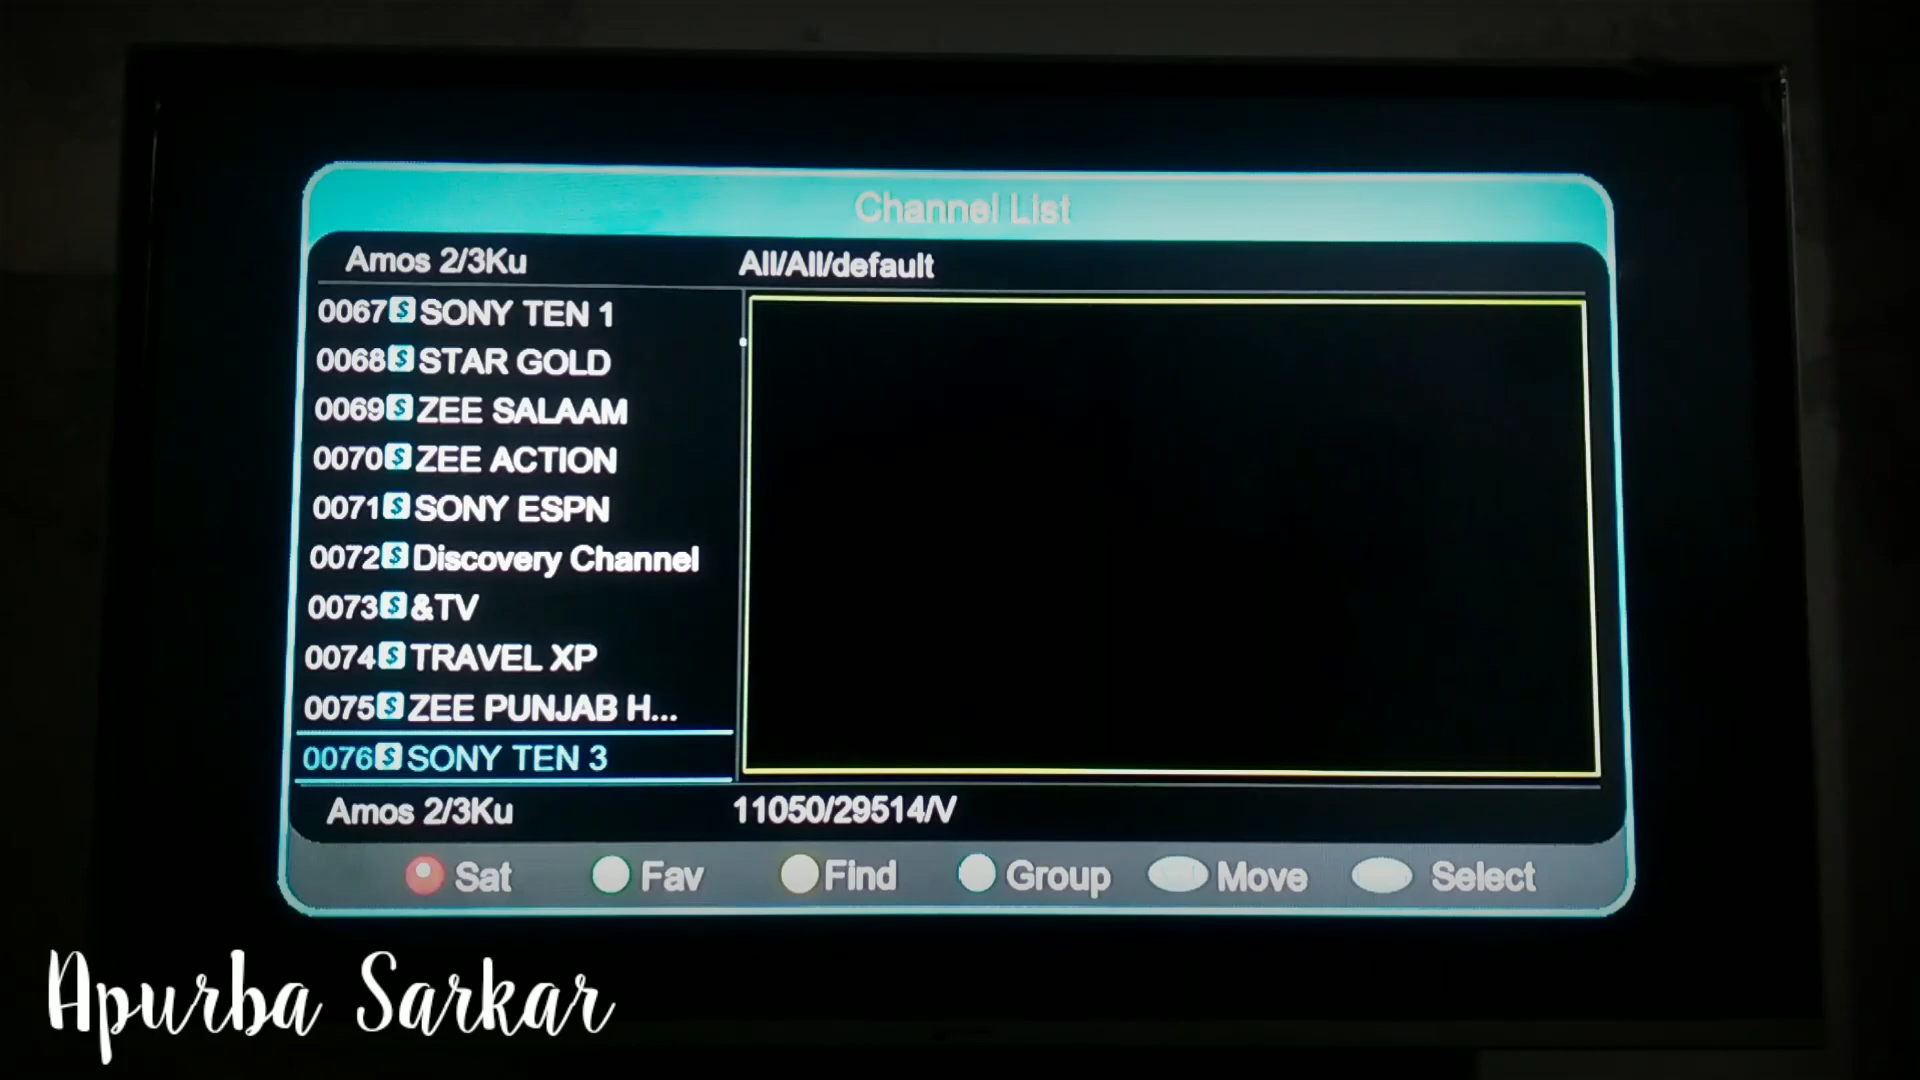 Channel List
Amos 2/3Ku All/All/default
0067 $ SONY TEN 1
0068 $ STAR GOLD
0069 $ ZEE SALAAM
0070 $ ZEE ACTION
0071 $ SONY ESPN
0072 $ Discovery Channel
0073 $ &TV
0074 $ TRAVEL XP
0075 $ ZEE PUNJAB H...
0076 $ SONY TEN 3
Amos 2/3Ku 11050/29514/V
Sat Fav Find Group Move Select
Apurba Sarkar